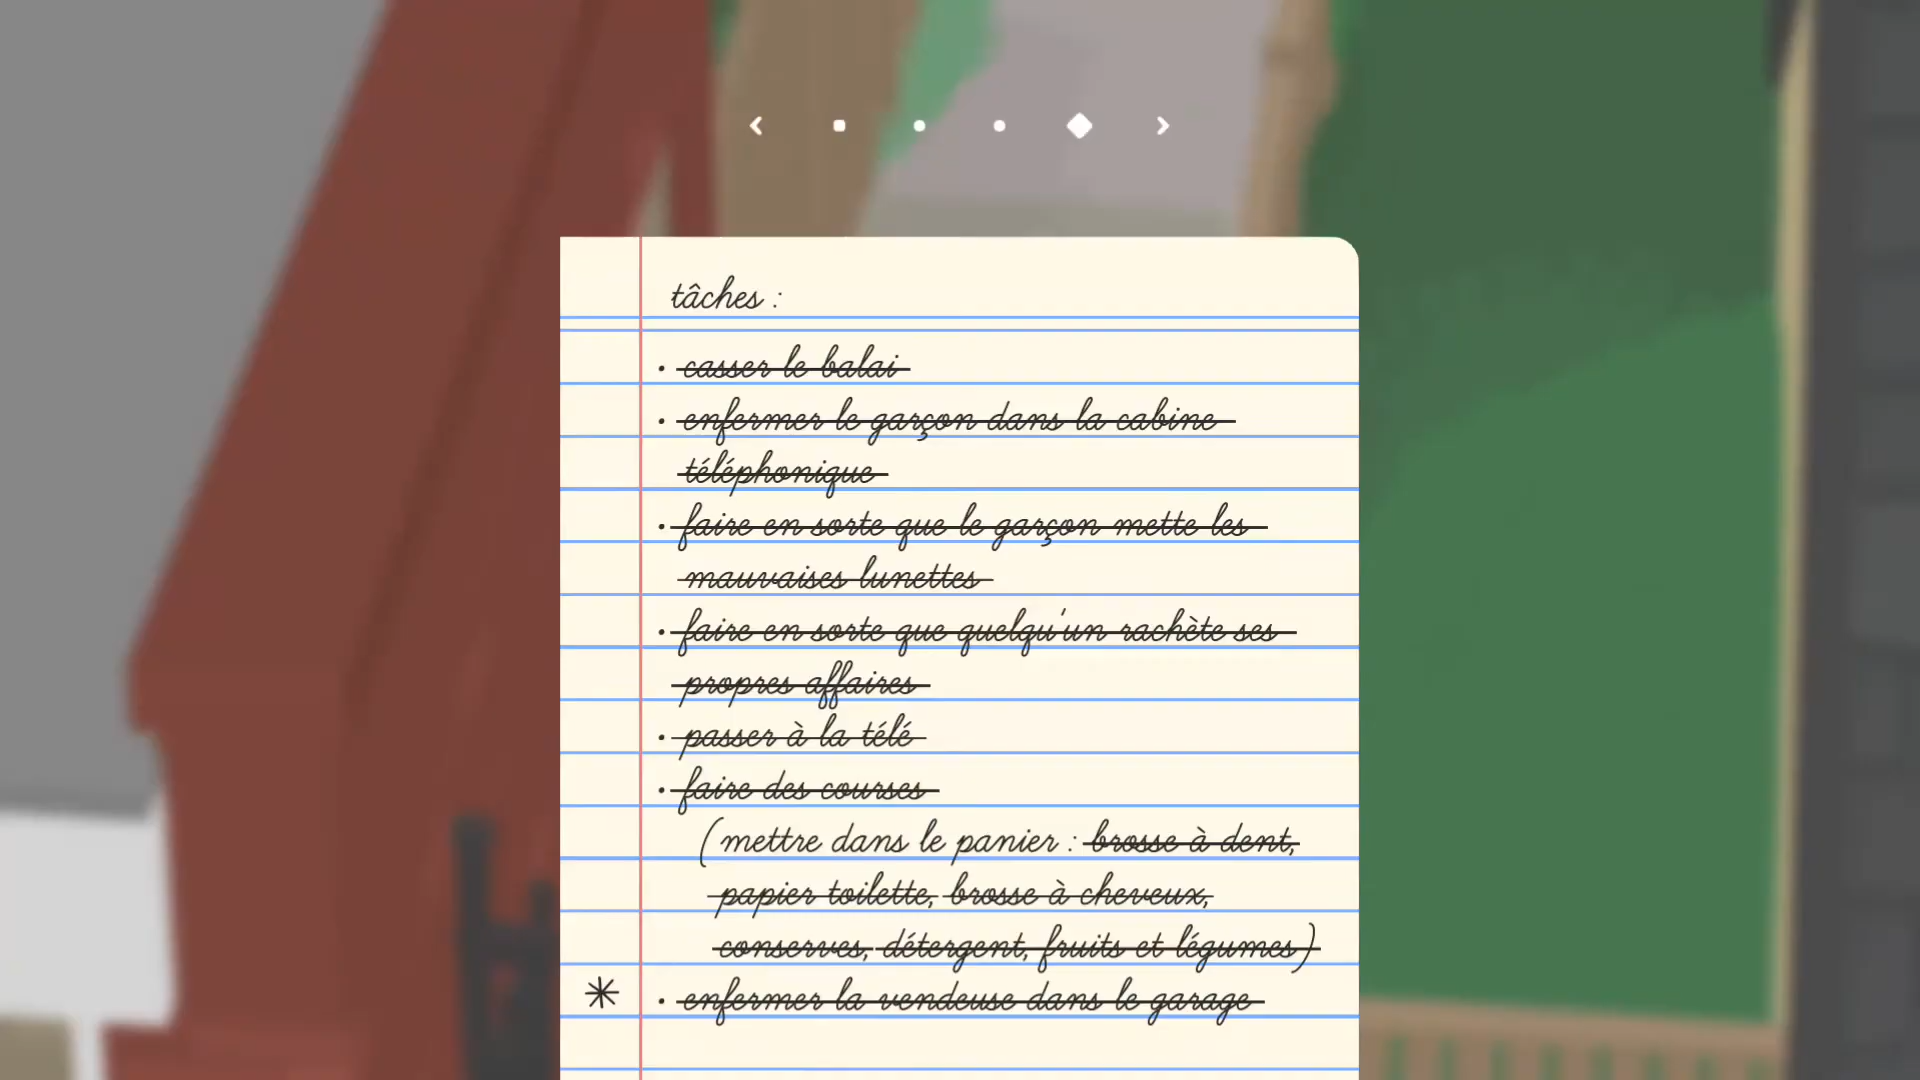 tâches :
• casser le balai
• enfermer le garçon dans la cabine
téléphonique
• faire en sorte que le garçon mette les
mauvaises lunettes
• faire en sorte que quelqu'un rachète ses
propres affaires
• passer à la télé
• faire des courses
(mettre dans le panier : brosse à dent,
papier toilette, brosse à cheveux,
conserves, détergent, fruits et légumes)
• enfermer la vendeuse dans le garage